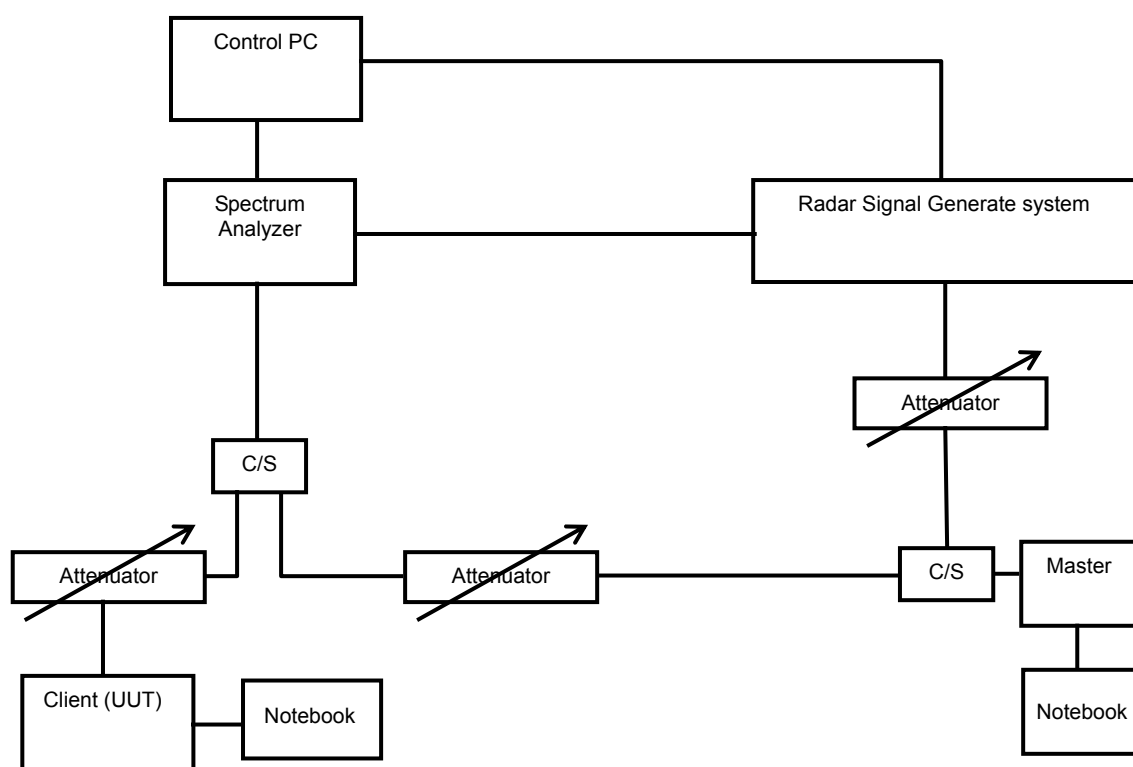 Control PC
Spectrum
Analyzer
Radar Signal Generate system
Attenuator
C/S
Attenuator
Attenuator
C/S
Master
Client (UUT)
Notebook
Notebook